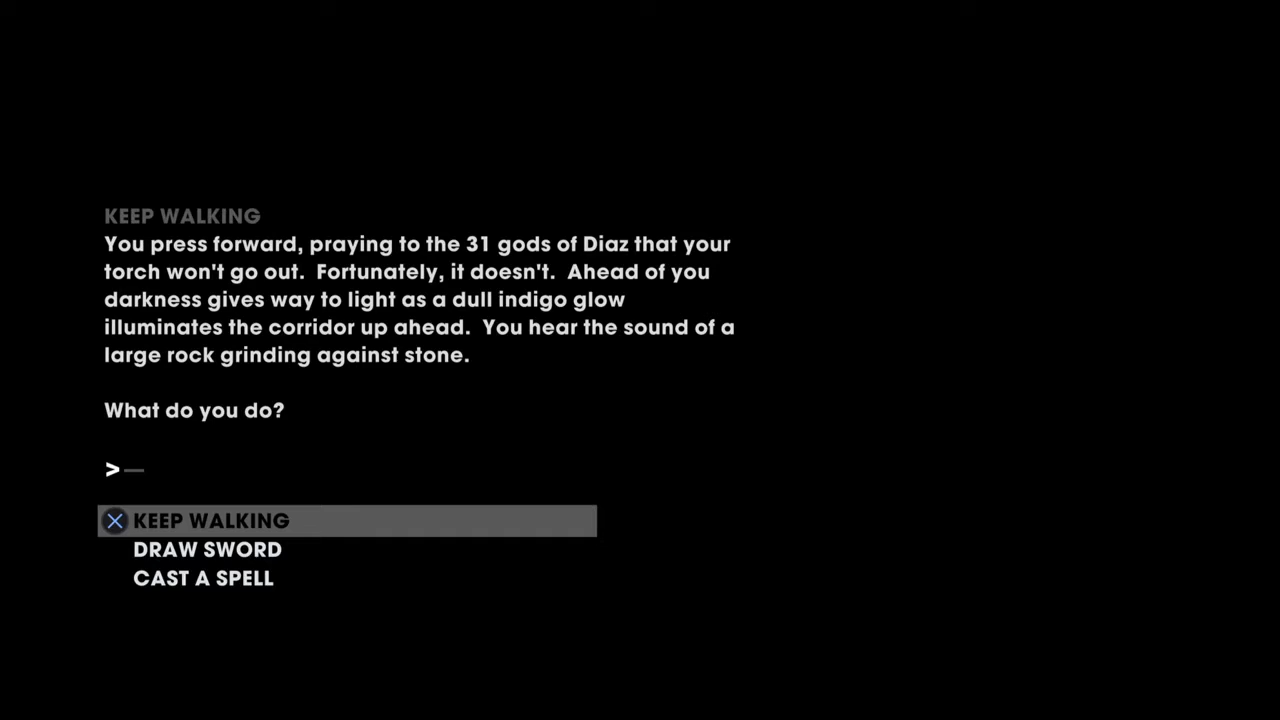 KEEP WALKING
You press forward, praying to the 31 gods of Diaz that your
torch won't go out.  Fortunately, it doesn't.  Ahead of you
darkness gives way to light as a dull indigo glow
illuminates the corridor up ahead.  You hear the sound of a
large rock grinding against stone.
What do you do?
>
KEEP WALKING
DRAW SWORD
CAST A SPELL